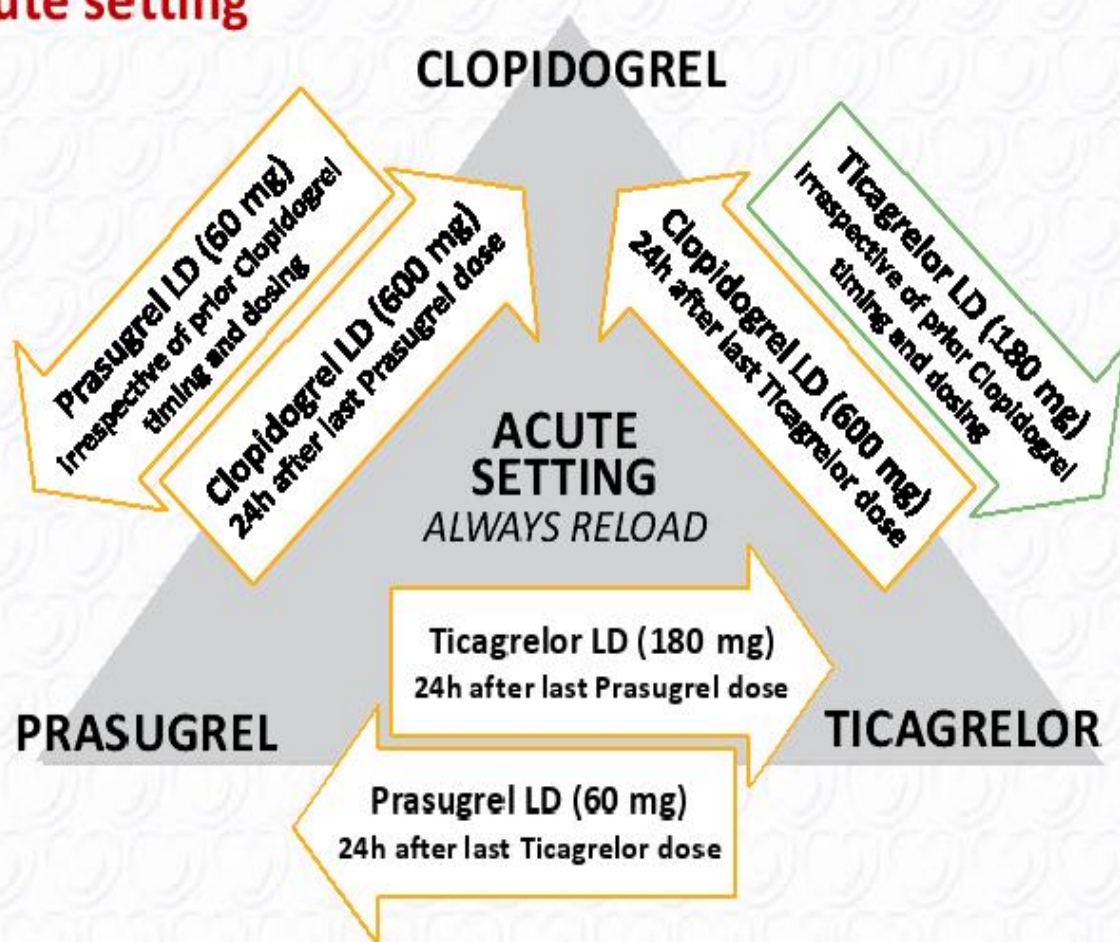 ute setting
CLOPIDOGREL
Prasugrel LD (60 mg)
irrespective of prior Clopidogrel
timing and dosing
Clopidogrel LD (600 mg)
24h after last Prasugrel dose
Clopidogrel LD (600 mg)
24h after last Ticagrelor dose
Ticagrelor LD (180 mg)
irrespective of prior Clopidogrel
timing and dosing
ACUTE
SETTING
ALWAYS RELOAD
Ticagrelor LD (180 mg)
24h after last Prasugrel dose
PRASUGREL
TICAGRELOR
Prasugrel LD (60 mg)
24h after last Ticagrelor dose